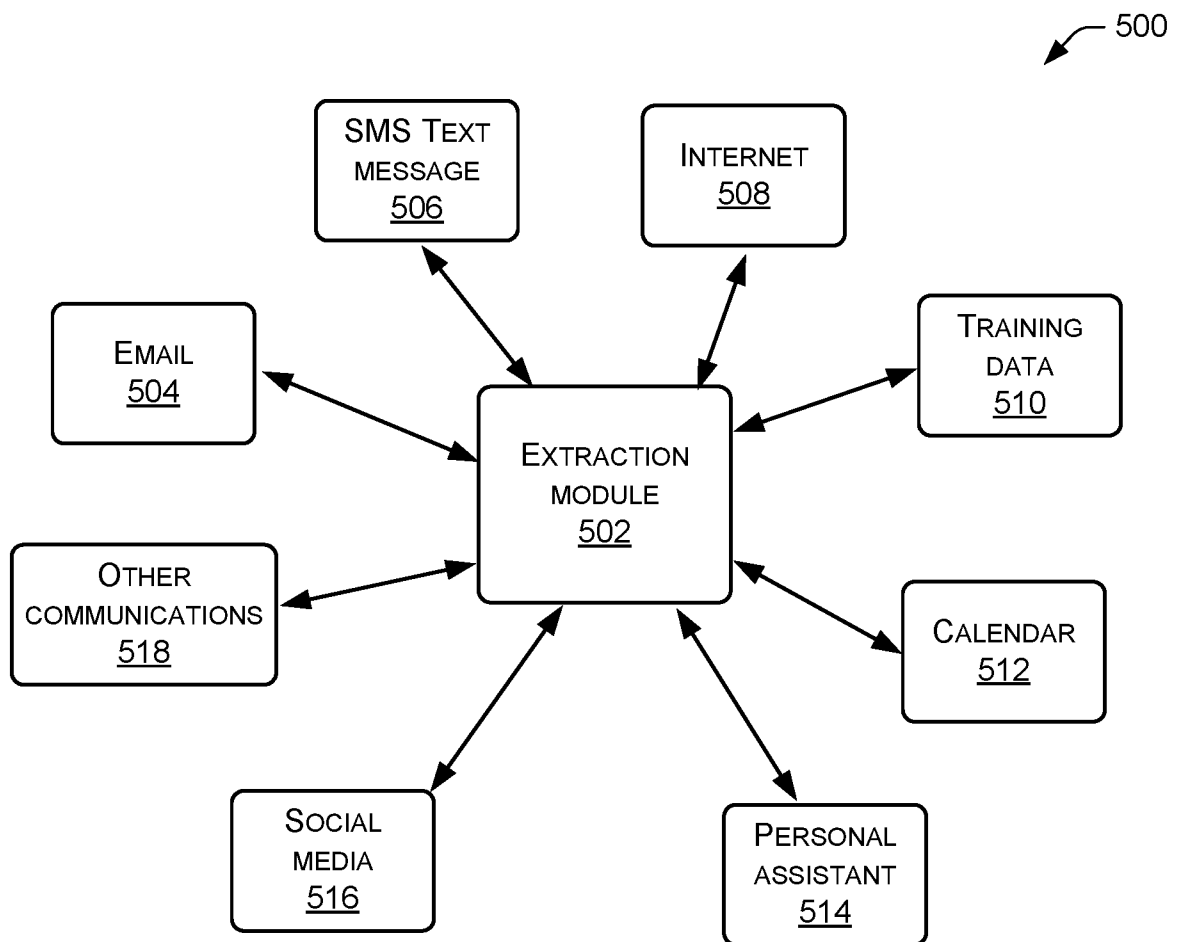 500
SMS TEXT
MESSAGE
506
INTERNET
508
TRAINING
DATA
510
EMAIL
504
EXTRACTION
MODULE
502
OTHER
COMMUNICATIONS
518
CALENDAR
512
SOCIAL
MEDIA
516
PERSONAL
ASSISTANT
514